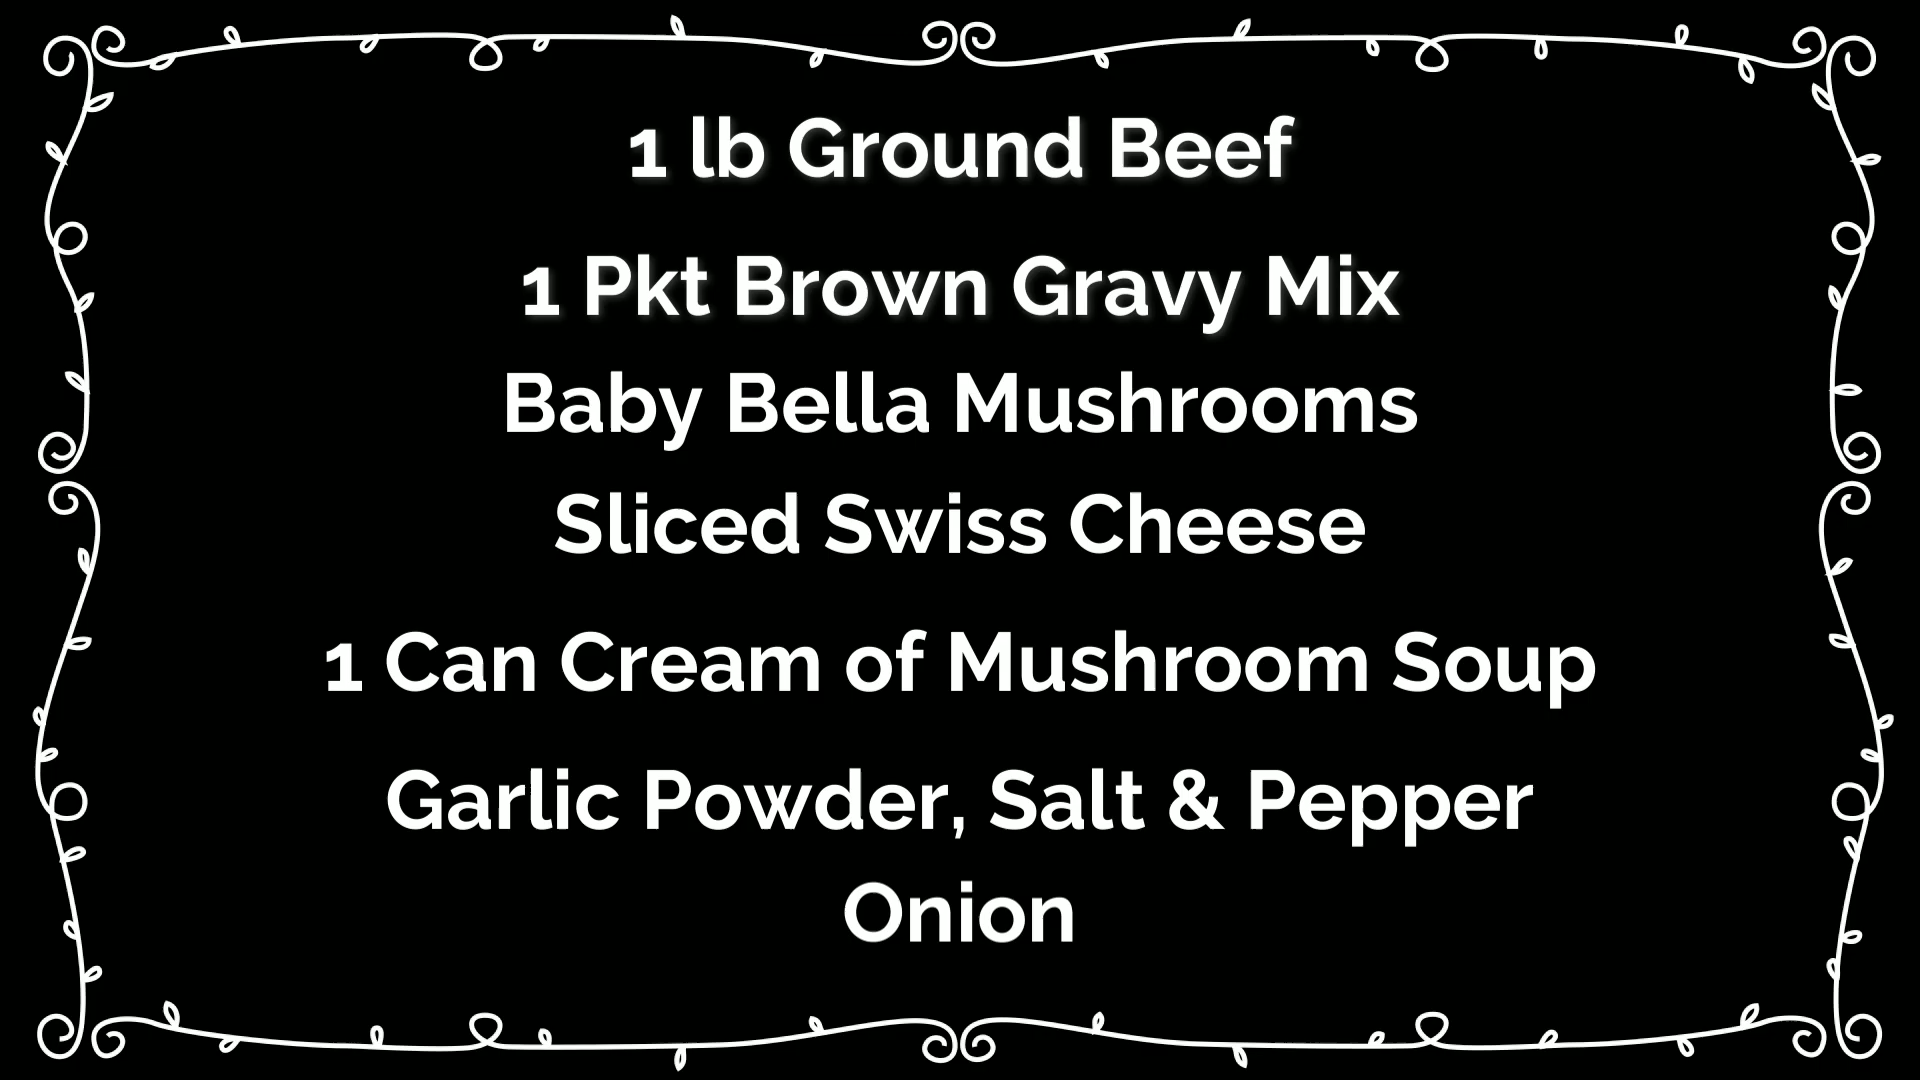 1 lb Ground Beef
1 Pkt Brown Gravy Mix
Baby Bella Mushrooms
Sliced Swiss Cheese
1 Can Cream of Mushroom Soup
Garlic Powder, Salt & Pepper
Onion